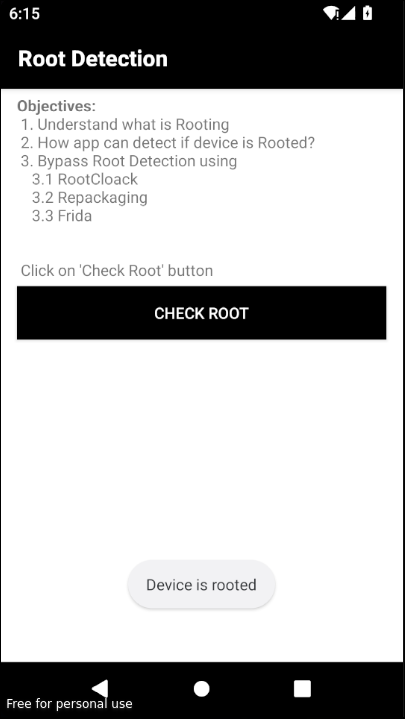 6:15
Root Detection
Objectives:
1. Understand what is Rooting
2. How app can detect if device is Rooted?
3. Bypass Root Detection using
3.1 RootCloack
3.2 Repackaging
3.3 Frida
Click on 'Check Root' button
CHECK ROOT
Device is rooted
Free for personal use